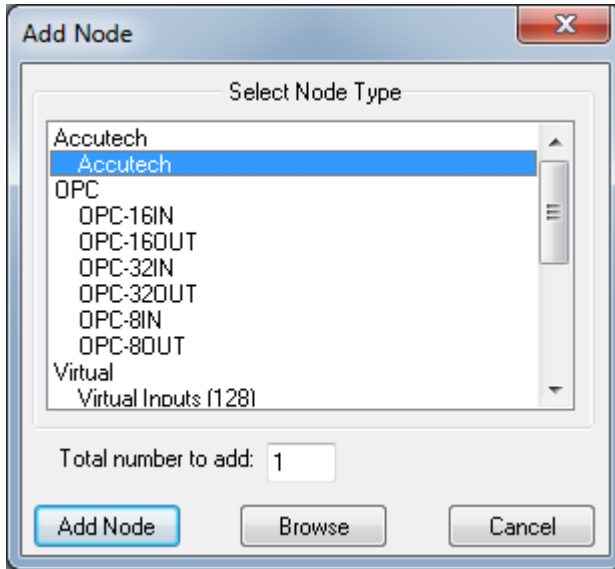 Add Node
Select Node Type
Accutech
Accutech
OPC
OPC-16IN
OPC-16OUT
OPC-32IN
OPC-32OUT
OPC-8IN
OPC-8OUT
Virtual
Virtual Inputs (128)
Total number to add: 1
Add Node Browse Cancel